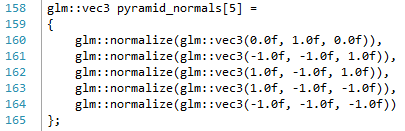 158 glm::vec3 pyramid_normals[5] =
159 {
160     glm::normalize(glm::vec3(0.0f, 1.0f, 0.0f)),
161     glm::normalize(glm::vec3(-1.0f, -1.0f, 1.0f)),
162     glm::normalize(glm::vec3(1.0f, -1.0f, 1.0f)),
163     glm::normalize(glm::vec3(1.0f, -1.0f, -1.0f)),
164     glm::normalize(glm::vec3(-1.0f, -1.0f, -1.0f))
165 };